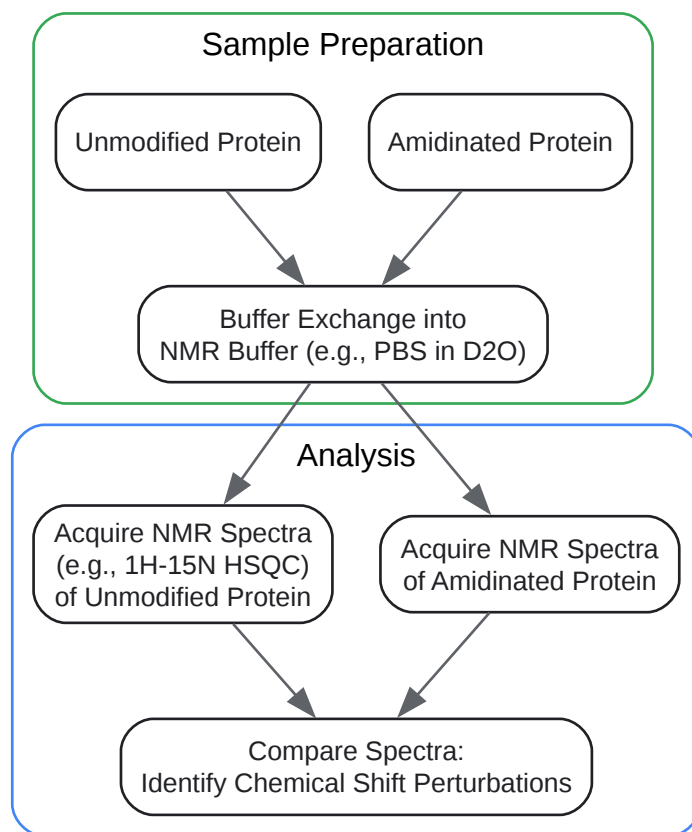 Sample Preparation
Unmodified Protein
Amidinated Protein
Buffer Exchange into
NMR Buffer (e.g., PBS in D2O)
Analysis
Acquire NMR Spectra
(e.g., 1H-15N HSQC)
of Unmodified Protein
Acquire NMR Spectra
of Amidinated Protein
Compare Spectra:
Identify Chemical Shift Perturbations